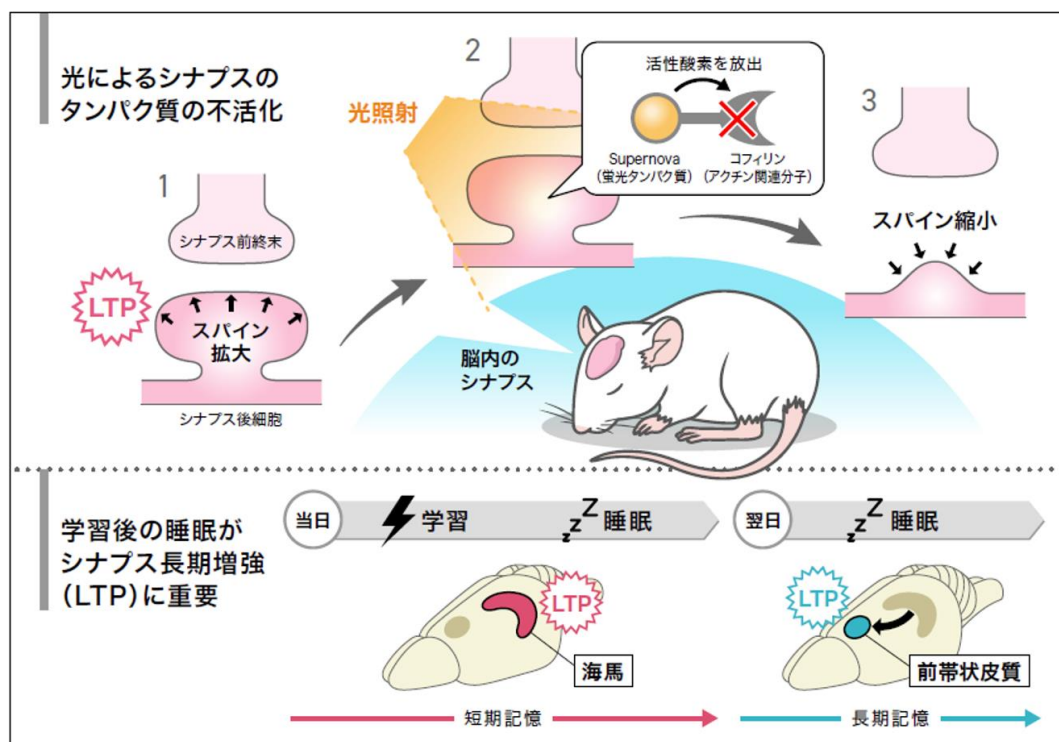 光によるシナプスの
タンパク質の不活化
1
シナプス前終末
LTP
スパイン
拡大
シナプス後細胞
2
光照射
活性酸素を放出
Supernova
(蛍光タンパク質)
コフィリン
(アクチン関連分子)
脳内の
シナプス
3
スパイン縮小
学習後の睡眠が
シナプス長期増強
(LTP)に重要
当日
学習
zzZ 睡眠
LTP
海馬
短期記憶
翌日
zzZ 睡眠
LTP
前帯状皮質
長期記憶